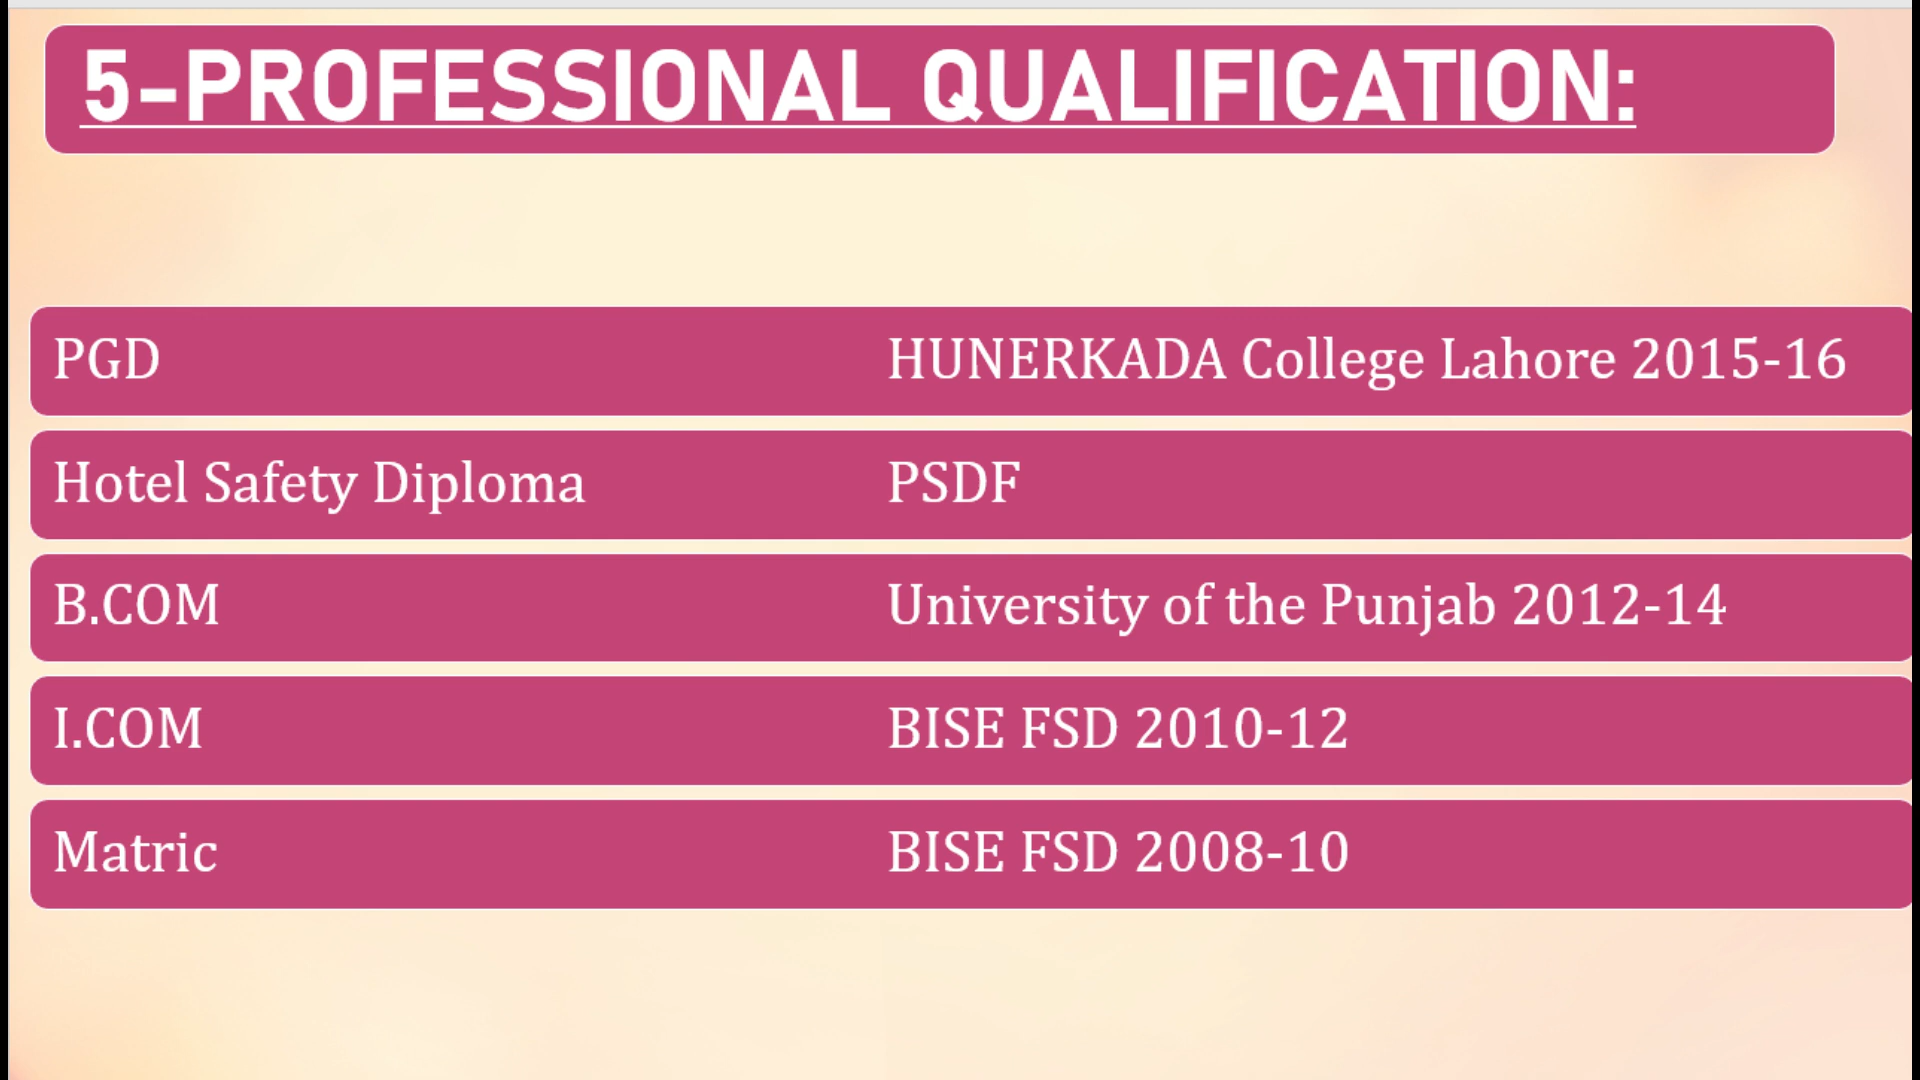 5-PROFESSIONAL QUALIFICATION:
PGD HUNERKADA College Lahore 2015-16
Hotel Safety Diploma PSDF
B.COM University of the Punjab 2012-14
I.COM BISE FSD 2010-12
Matric BISE FSD 2008-10